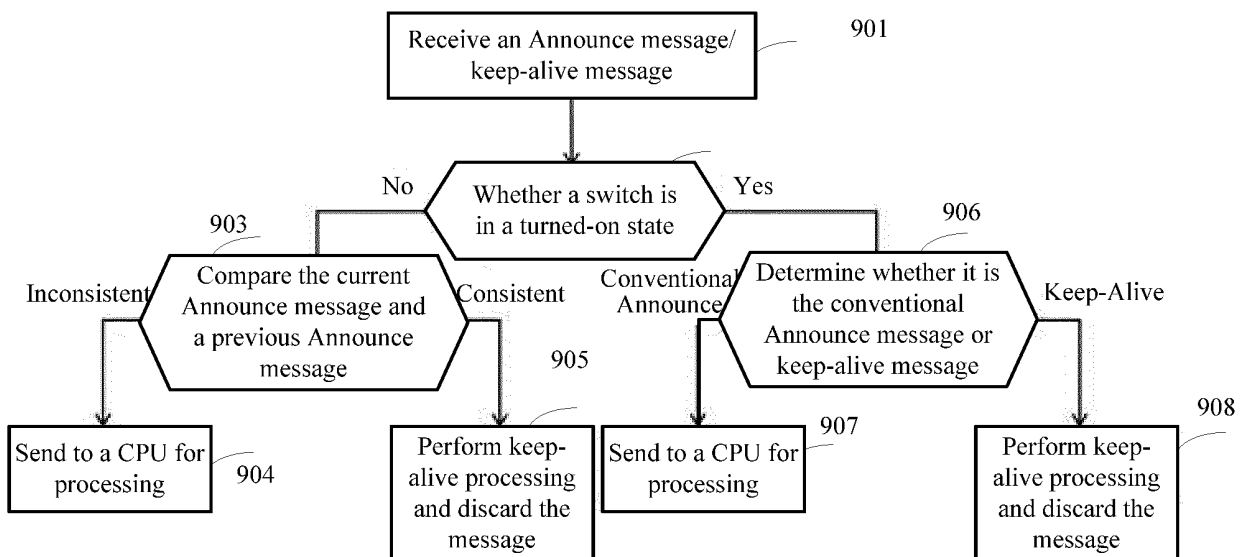 Receive an Announce message/
keep-alive message
901
No
Whether a switch is
in a turned-on state
Yes
903
Compare the current
Announce message and
a previous Announce
message
Inconsistent
Consistent
906
Conventional
Announce
Determine whether it is
the conventional
Announce message or
keep-alive message
Keep-Alive
Send to a CPU for
processing
904
905
Perform keep-
alive processing
and discard the
message
Send to a CPU for
processing
907
908
Perform keep-
alive processing
and discard the
message